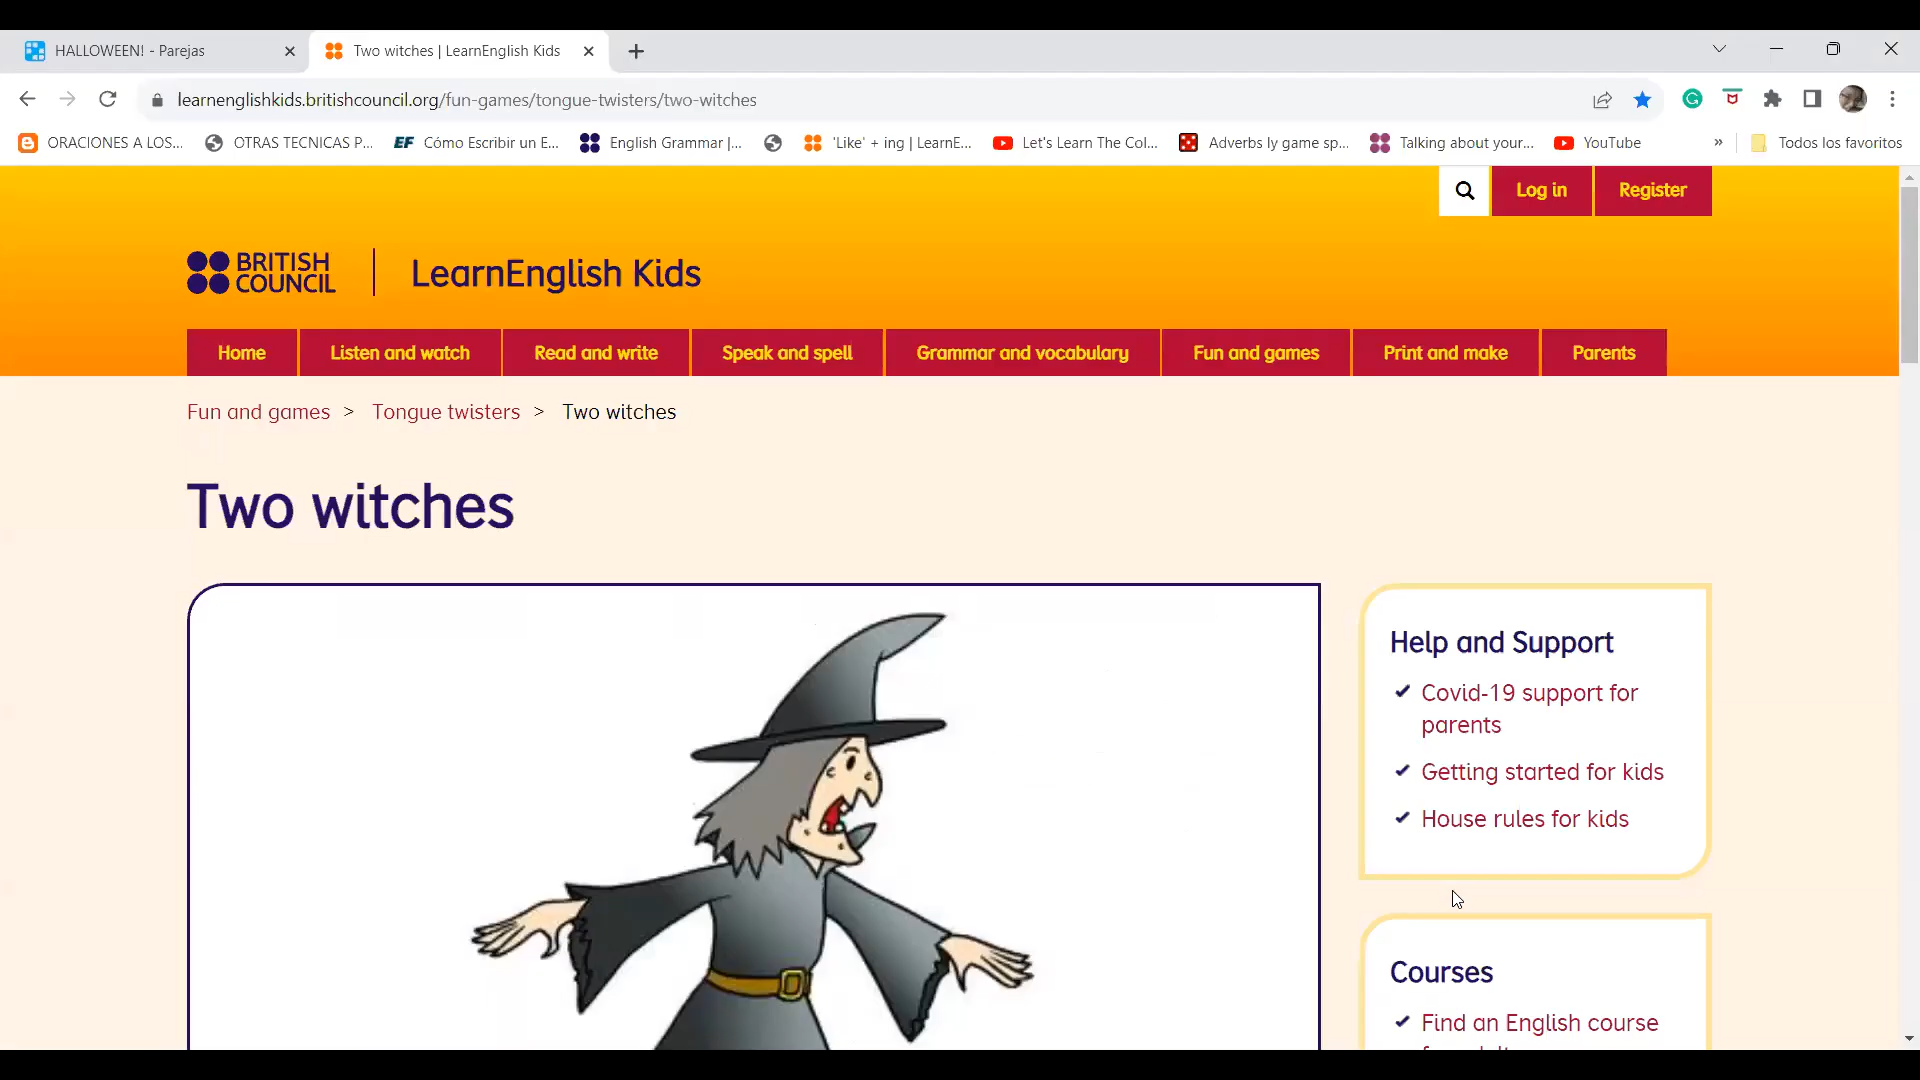 HALLOWEEN! - Parejas
Two witches | LearnEnglish Kids
learnenglishkids.britishcouncil.org/fun-games/tongue-twisters/two-witches
ORACIONES A LOS...
OTRAS TECNICAS P...
EF Cómo Escribir un E...
English Grammar |...
'Like' + ing | LearnE...
Let's Learn The Col...
Adverbs ly game sp...
Talking about your...
YouTube
»
Todos los favoritos
Log in
Register
BRITISH
COUNCIL
LearnEnglish Kids
Home
Listen and watch
Read and write
Speak and spell
Grammar and vocabulary
Fun and games
Print and make
Parents
Fun and games > Tongue twisters > Two witches
Two witches
Help and Support
Covid-19 support for
parents
Getting started for kids
House rules for kids
Courses
Find an English course